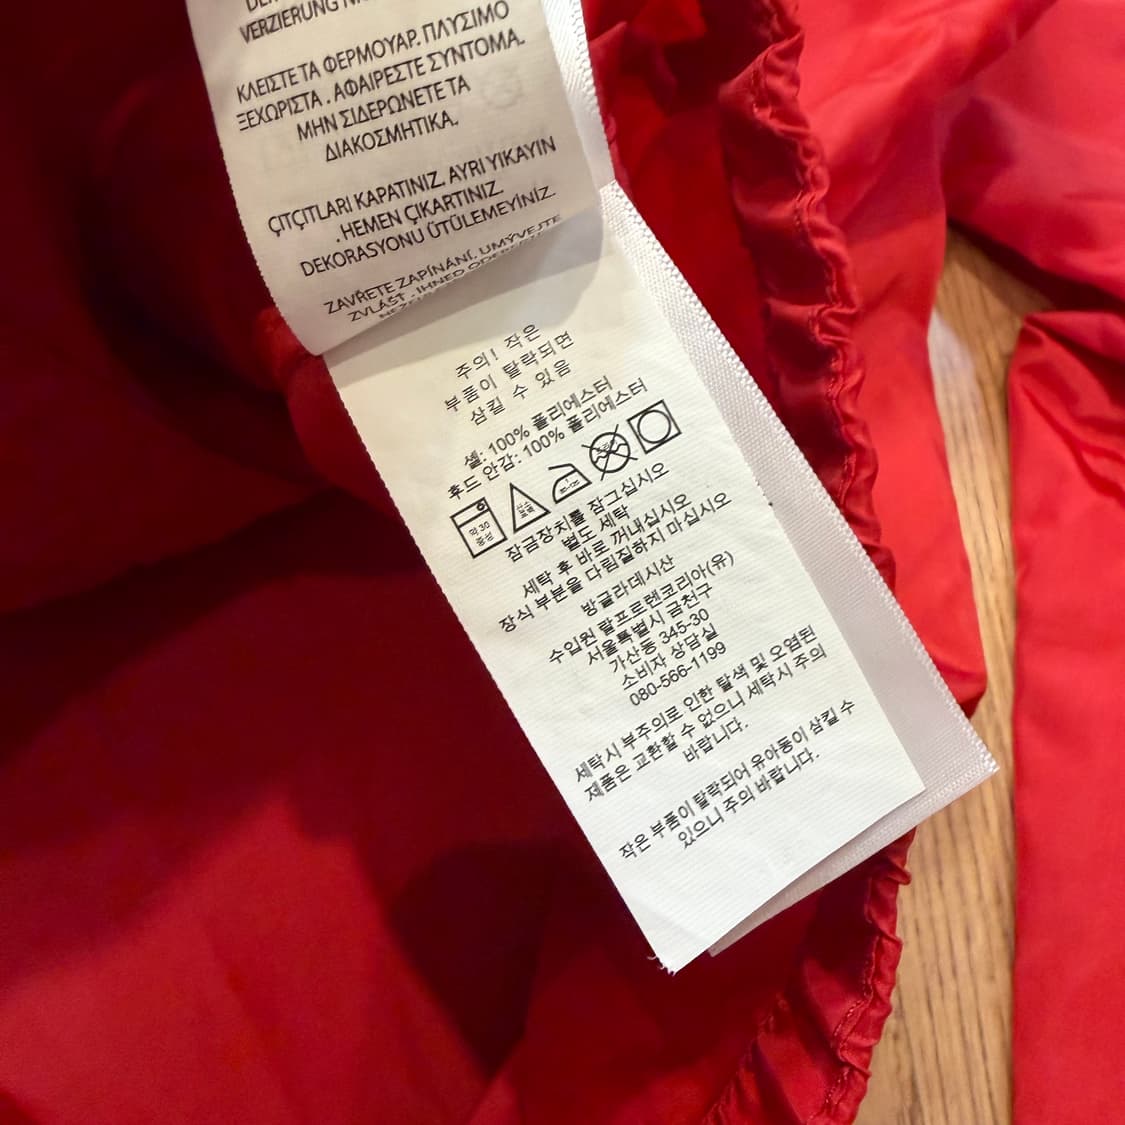 VERZIERUNG
ΚΛΕΙΣΤΕ ΤΑ ΦΕΡΜΟΥΑΡ. ΠΛΥΣΙΜΟ
ΞΕΧΩΡΙΣΤΑ . ΑΦΑΙΡΕΣΤΕ ΣΥΝΤΟΜΑ.
ΜΗΝ ΣΙΔΕΡΩΝΕΤΕ ΤΑ
ΔΙΑΚΟΣΜΗΤΙΚΑ.
ÇITÇITLARI KAPATINIZ. AYRI YIKAYIN
. HEMEN ÇIKARTINIZ.
DEKORASYONU ÜTÜLEMEYİNİZ.
ZAVŘETE ZAPÍNÁNÍ. UMÝVEJTE
ZVLÁŠŤ . IHNED
주의! 작은
부품이 탈락되면
삼킬 수 있음
셸: 100% 폴리에스터
후드 안감: 100% 폴리에스터
약 30
중성
잠금장치를 잠그십시오
별도 세탁
세탁 후 바로 꺼내십시오
장식 부분을 다림질하지 마십시오
방글라데시산
수입원 랄프로렌코리아(유)
서울특별시 금천구
가산동 345-30
소비자 상담실
080-566-1199
세탁시 부주의로 인한 탈색 및 오염된
제품은 교환할 수 없으니 세탁시 주의
바랍니다.
작은 부품이 탈락되어 유아동이 삼킬 수
있으니 주의 바랍니다.